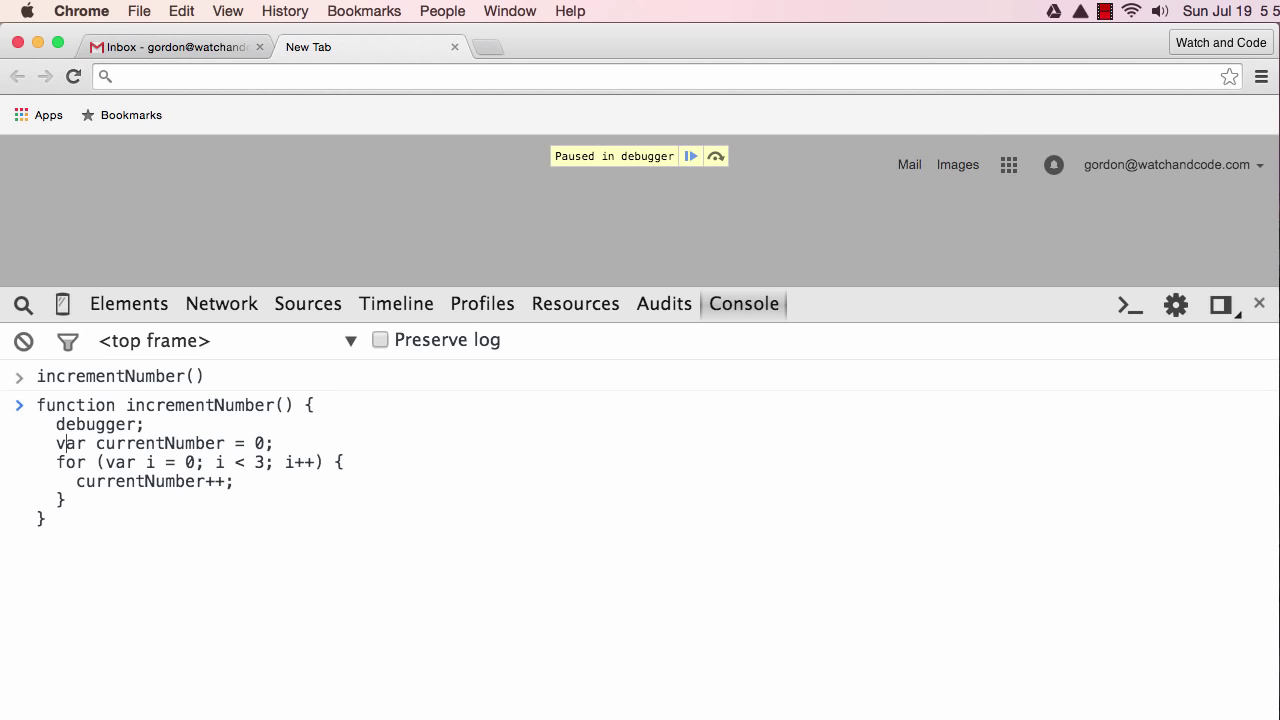 Chrome File Edit View History Bookmarks People Window Help Sun Jul 19 5 5
Inbox - gordon@watchand New Tab Watch and Code
Apps Bookmarks
Paused in debugger
Mail Images gordon@watchandcode.com
Elements Network Sources Timeline Profiles Resources Audits Console
<top frame> Preserve log
incrementNumber()
function incrementNumber() {
debugger;
var currentNumber = 0;
for (var i = 0; i < 3; i++) {
currentNumber++;
}
}